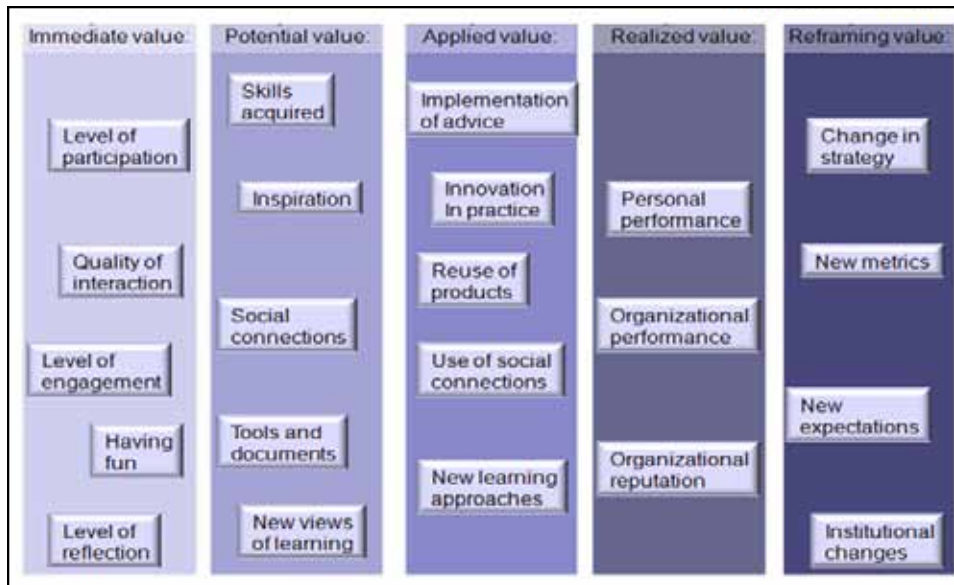 Immediate value:
Level of
participation
Quality of
interaction
Level of
engagement
Having
fun
Level of
reflection
Potential value:
Skills
acquired
Inspiration
Social
connections
Tools and
documents
New views
of learning
Applied value:
Implementation
of advice
Innovation
In practice
Reuse of
products
Use of social
connections
New learning
approaches
Realized value:
Personal
performance
Organizational
performance
Organizational
reputation
Reframing value:
Change in
strategy
New metrics
New
expectations
Institutional
changes